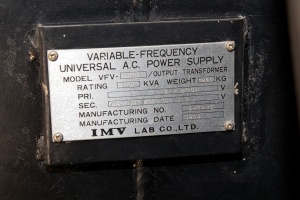 VARIABLE-FREQUENCY
UNIVERSAL A.C. POWER SUPPLY
MODEL VFV- /OUTPUT TRANSFORMER
RATING KVA WEIGHT KG
PRI. V
SEC. V
MANUFACTURING NO.
MANUFACTURING DATE
IMV LAB CO., LTD.